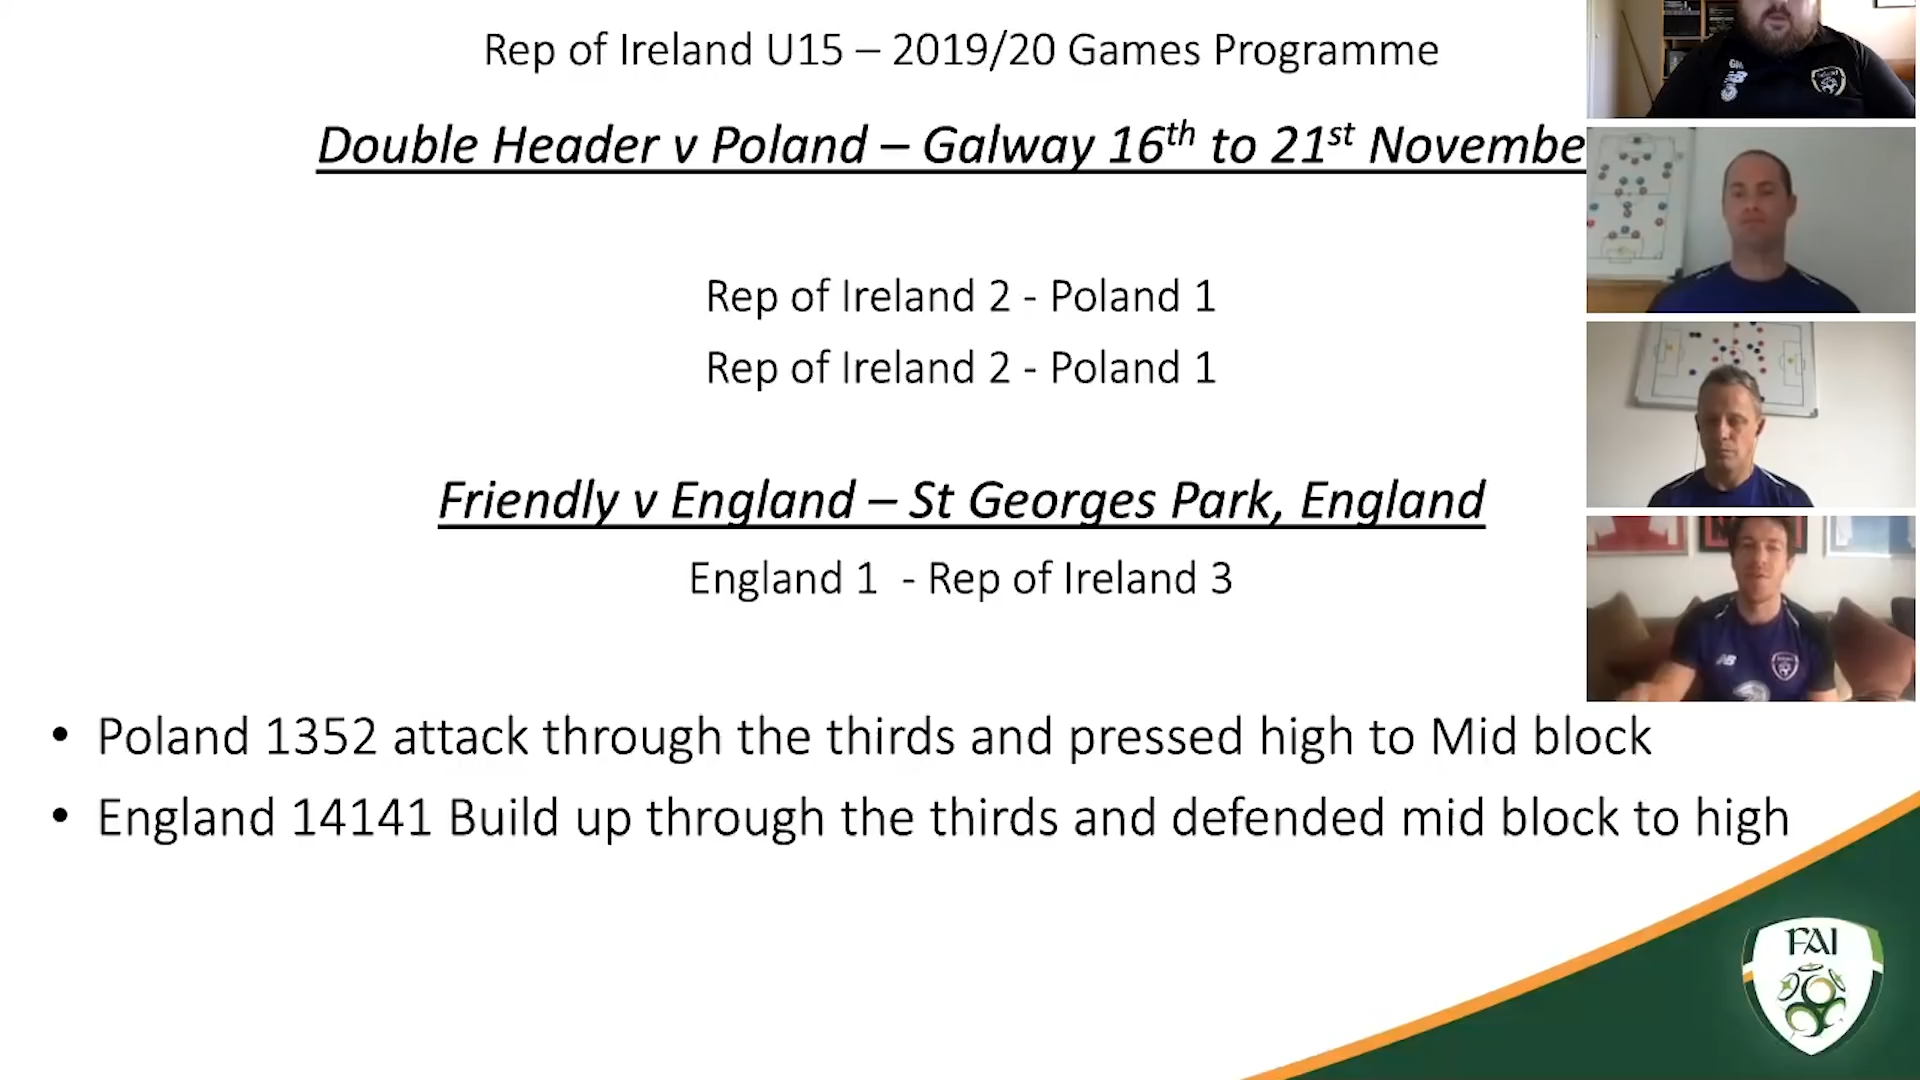 Rep of Ireland U15 – 2019/20 Games Programme
Double Header v Poland – Galway 16th to 21st Novembe
Rep of Ireland 2 - Poland 1
Rep of Ireland 2 - Poland 1
Friendly v England – St Georges Park, England
England 1 - Rep of Ireland 3
• Poland 1352 attack through the thirds and pressed high to Mid block
• England 14141 Build up through the thirds and defended mid block to high
FAI